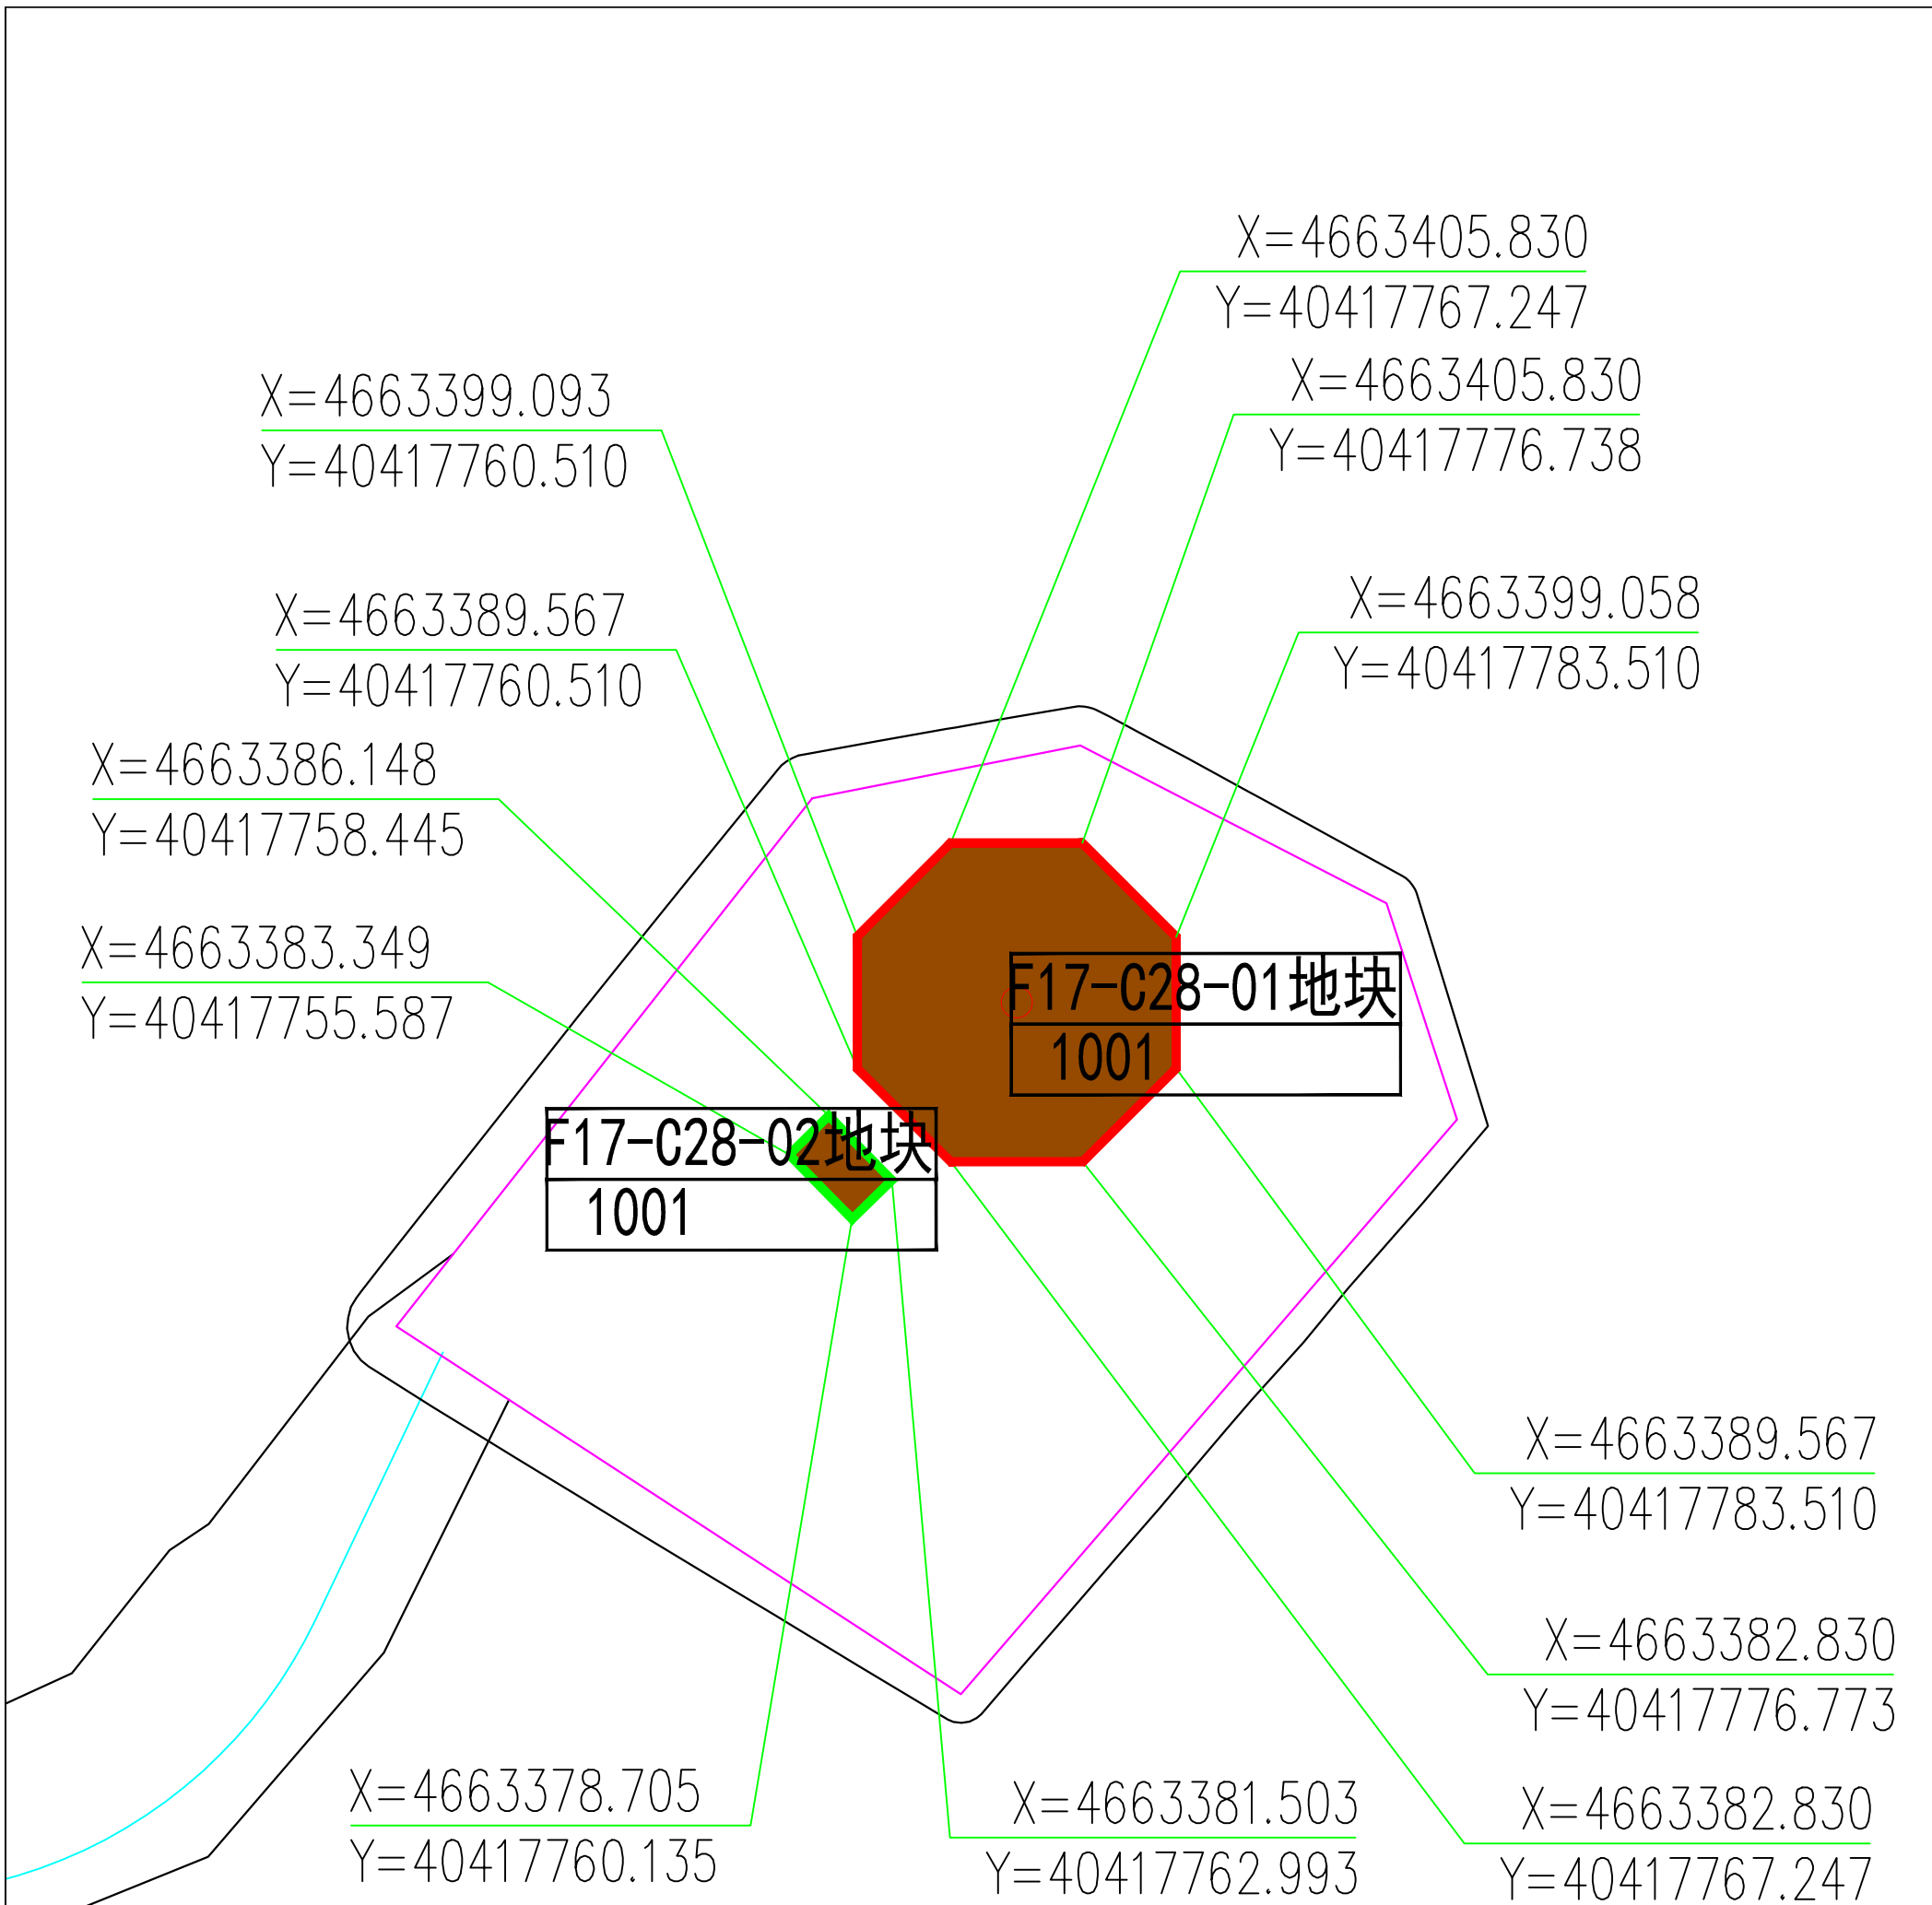 X=4663405.830
Y=40417767.247
X=4663405.830
Y=40417776.738
X=4663399.093
Y=40417760.510
X=4663399.058
Y=40417783.510
X=4663389.567
Y=40417760.510
X=4663386.148
Y=40417758.445
X=4663383.349
Y=40417755.587
F17-C28-01地块
1001
F17-C28-02地块
1001
X=4663389.567
Y=40417783.510
X=4663382.830
Y=40417776.773
X=4663378.705
Y=40417760.135
X=4663381.503
Y=40417762.993
X=4663382.830
Y=40417767.247